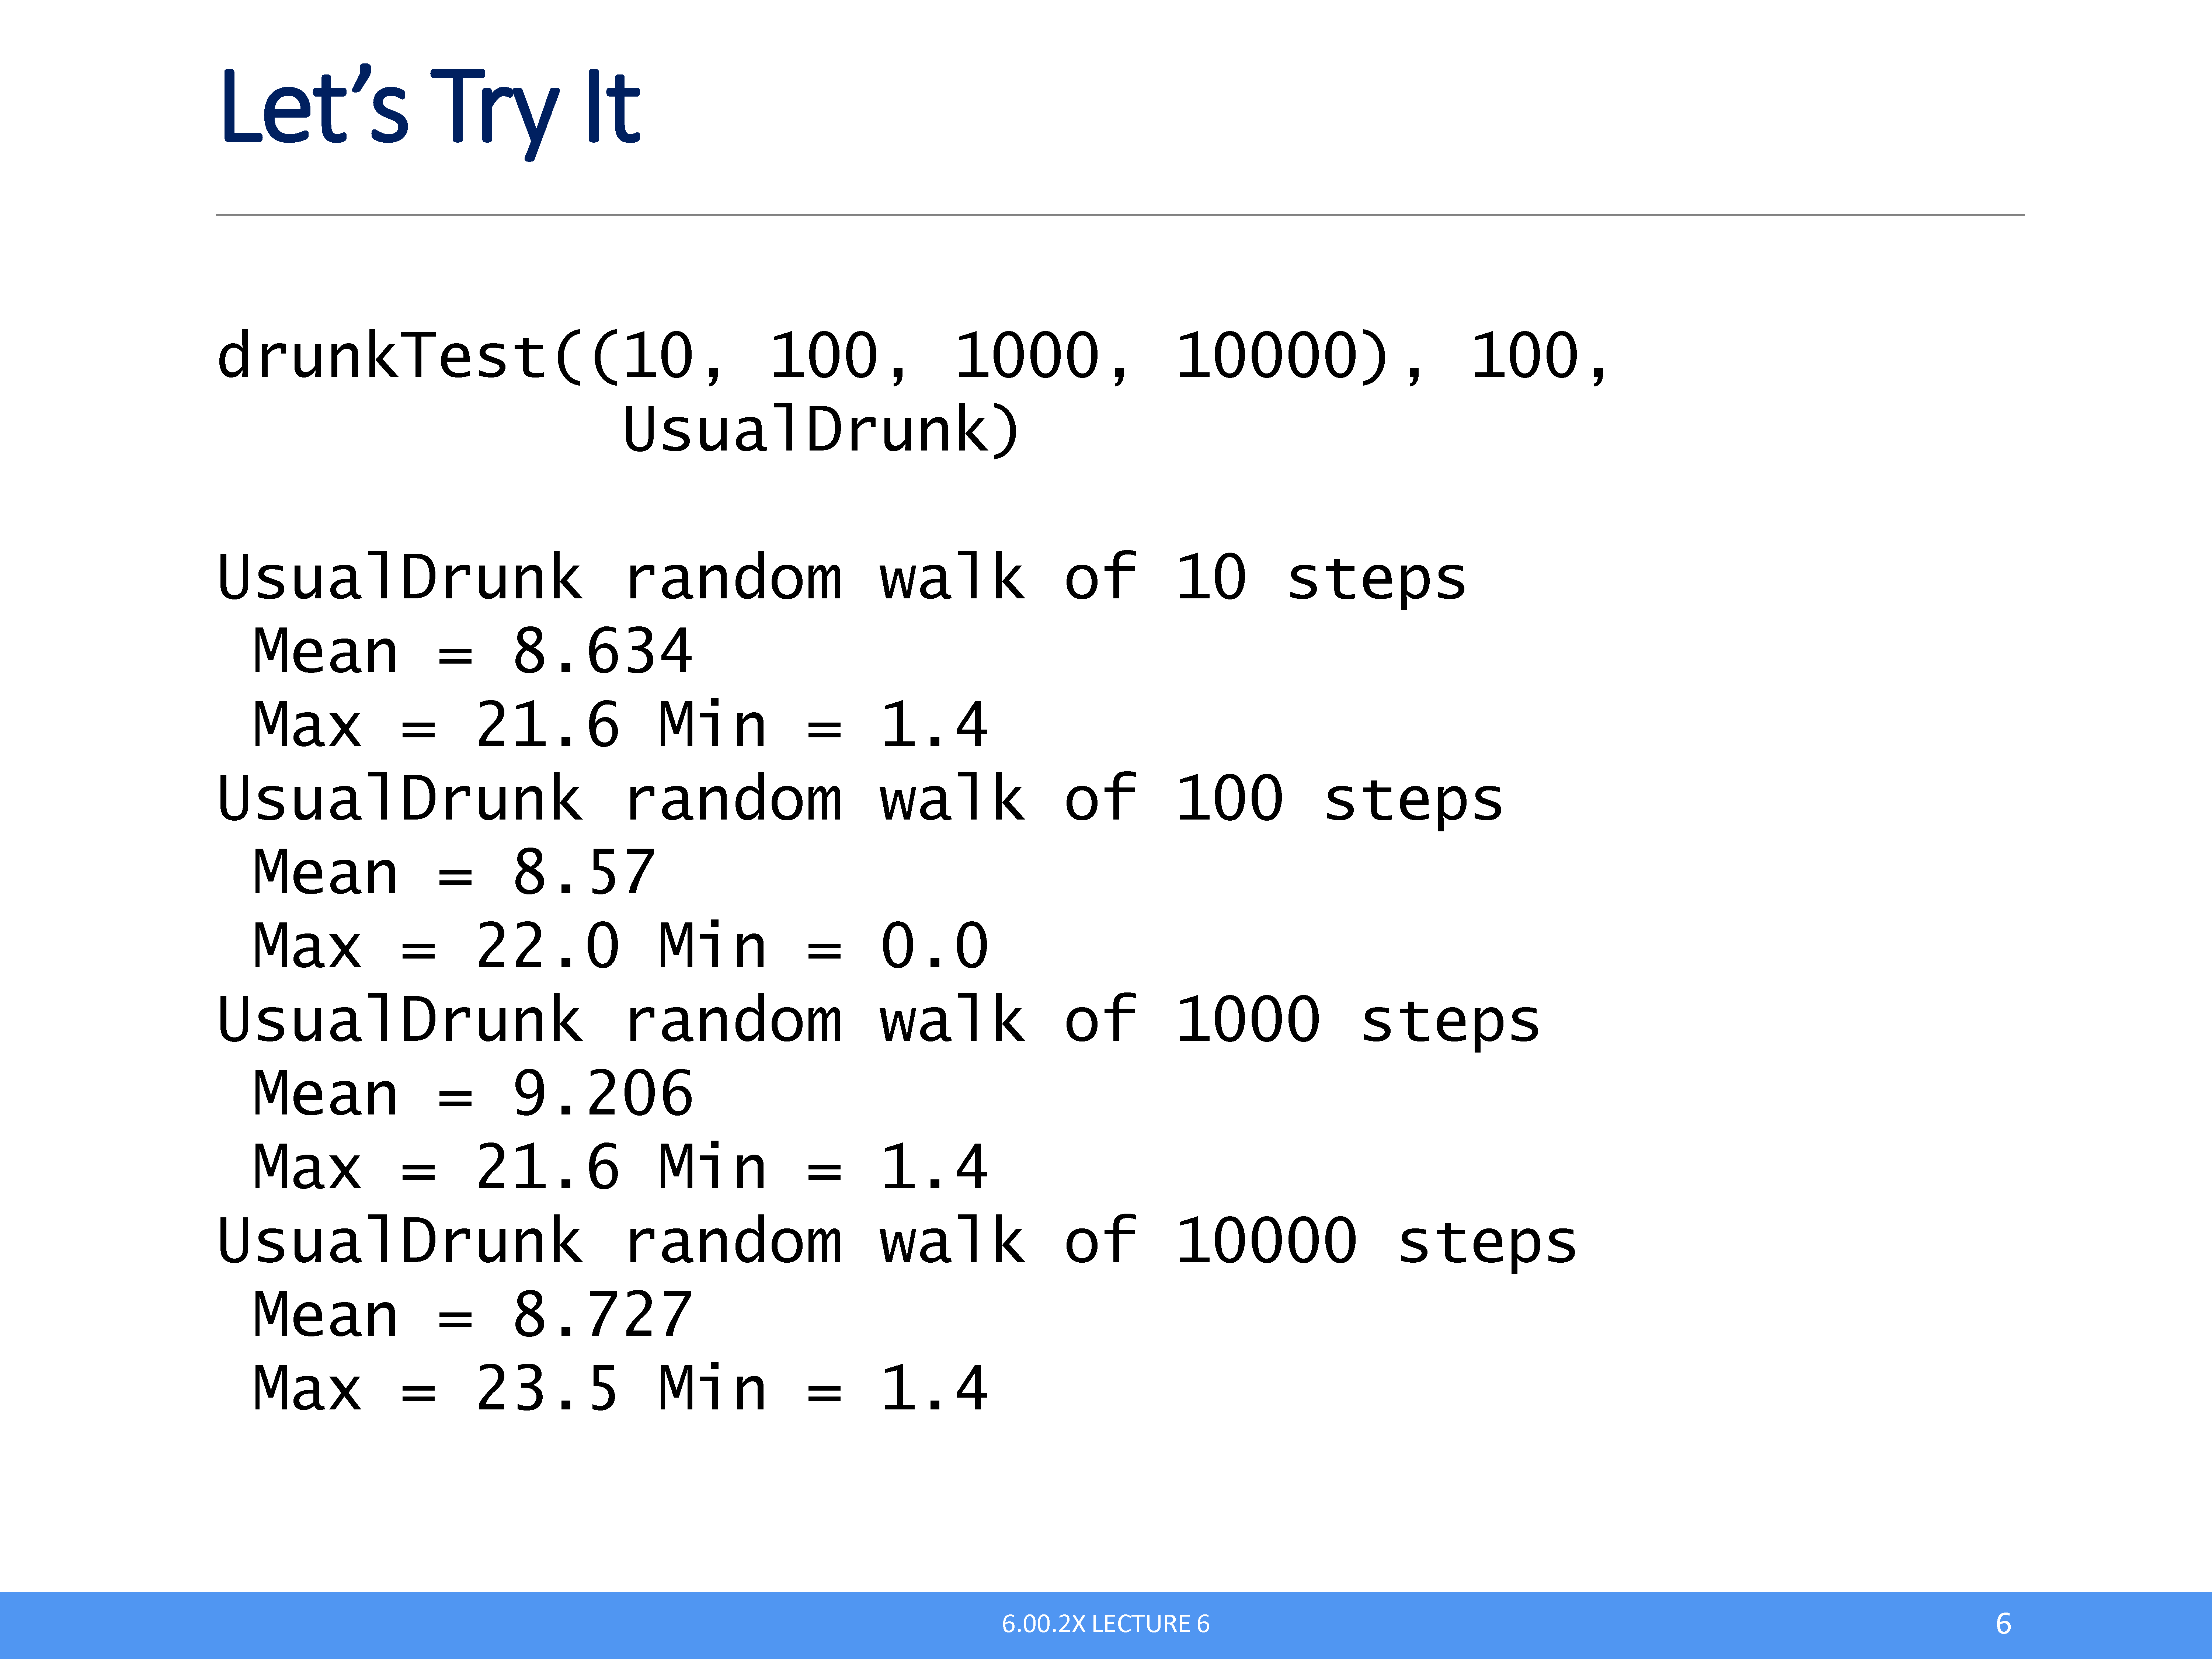 Let's Try It
drunkTest((10, 100, 1000, 10000), 100,
UsualDrunk)
UsualDrunk random walk of 10 steps
Mean = 8.634
Max = 21.6 Min = 1.4
UsualDrunk random walk of 100 steps
Mean = 8.57
Max = 22.0 Min = 0.0
UsualDrunk random walk of 1000 steps
Mean = 9.206
Max = 21.6 Min = 1.4
UsualDrunk random walk of 10000 steps
Mean = 8.727
Max = 23.5 Min = 1.4
6.00.2X LECTURE 6
6